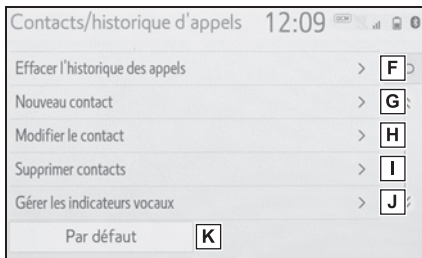 Contacts/historique d'appels 12:09 DCM
Effacer l'historique des appels > F
Nouveau contact > G
Modifier le contact > H
Supprimer contacts > I
Gérer les indicateurs vocaux > J
Par défaut K